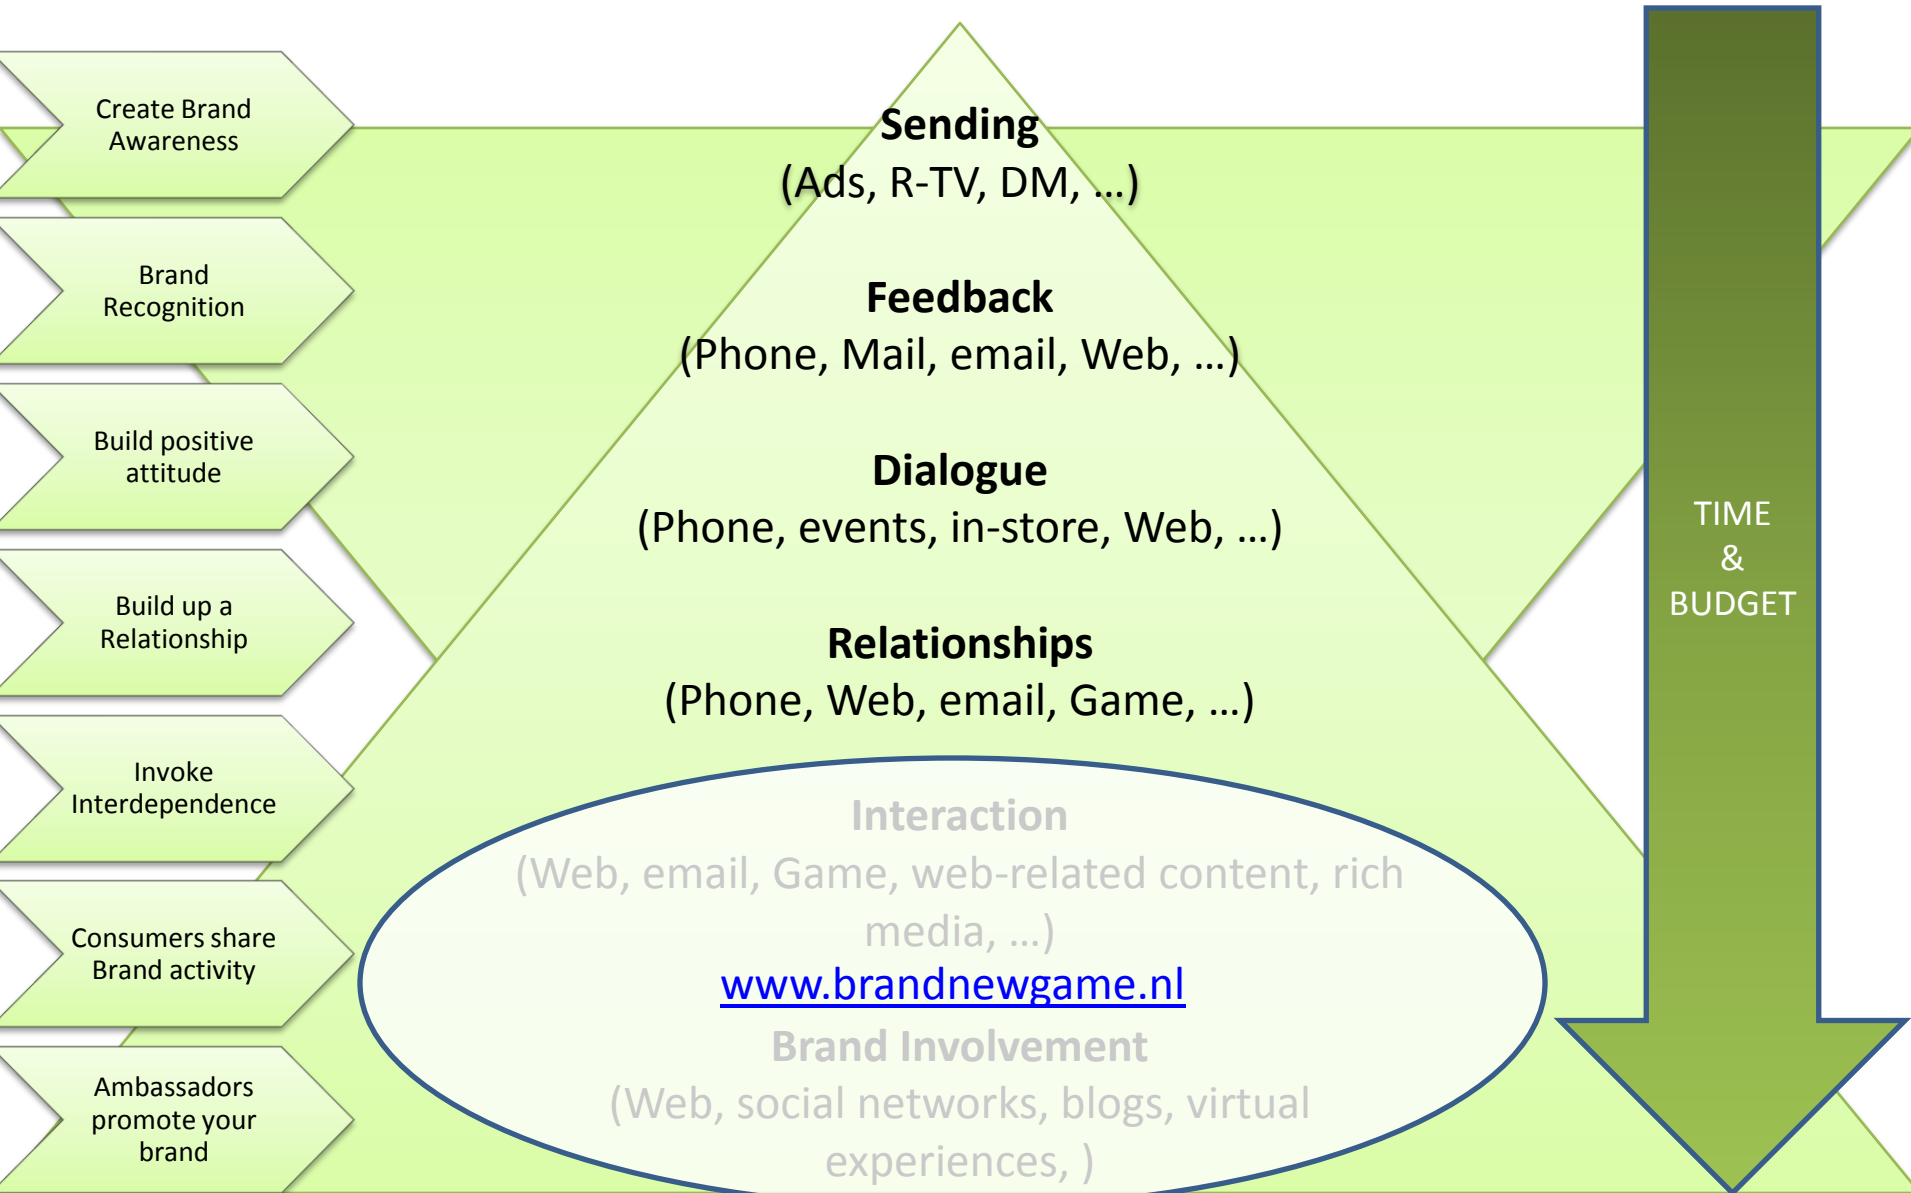 Create Brand
Awareness
Brand
Recognition
Build positive
attitude
Build up a
Relationship
Invoke
Interdependence
Consumers share
Brand activity
Ambassadors
promote your
brand
Sending
(Ads, R-TV, DM, …)
Feedback
(Phone, Mail, email, Web, …)
Dialogue
(Phone, events, in-store, Web, …)
Relationships
(Phone, Web, email, Game, …)
Interaction
(Web, email, Game, web-related content, rich
media, …)
www.brandnewgame.nl
Brand Involvement
(Web, social networks, blogs, virtual
experiences, )
TIME
&
BUDGET